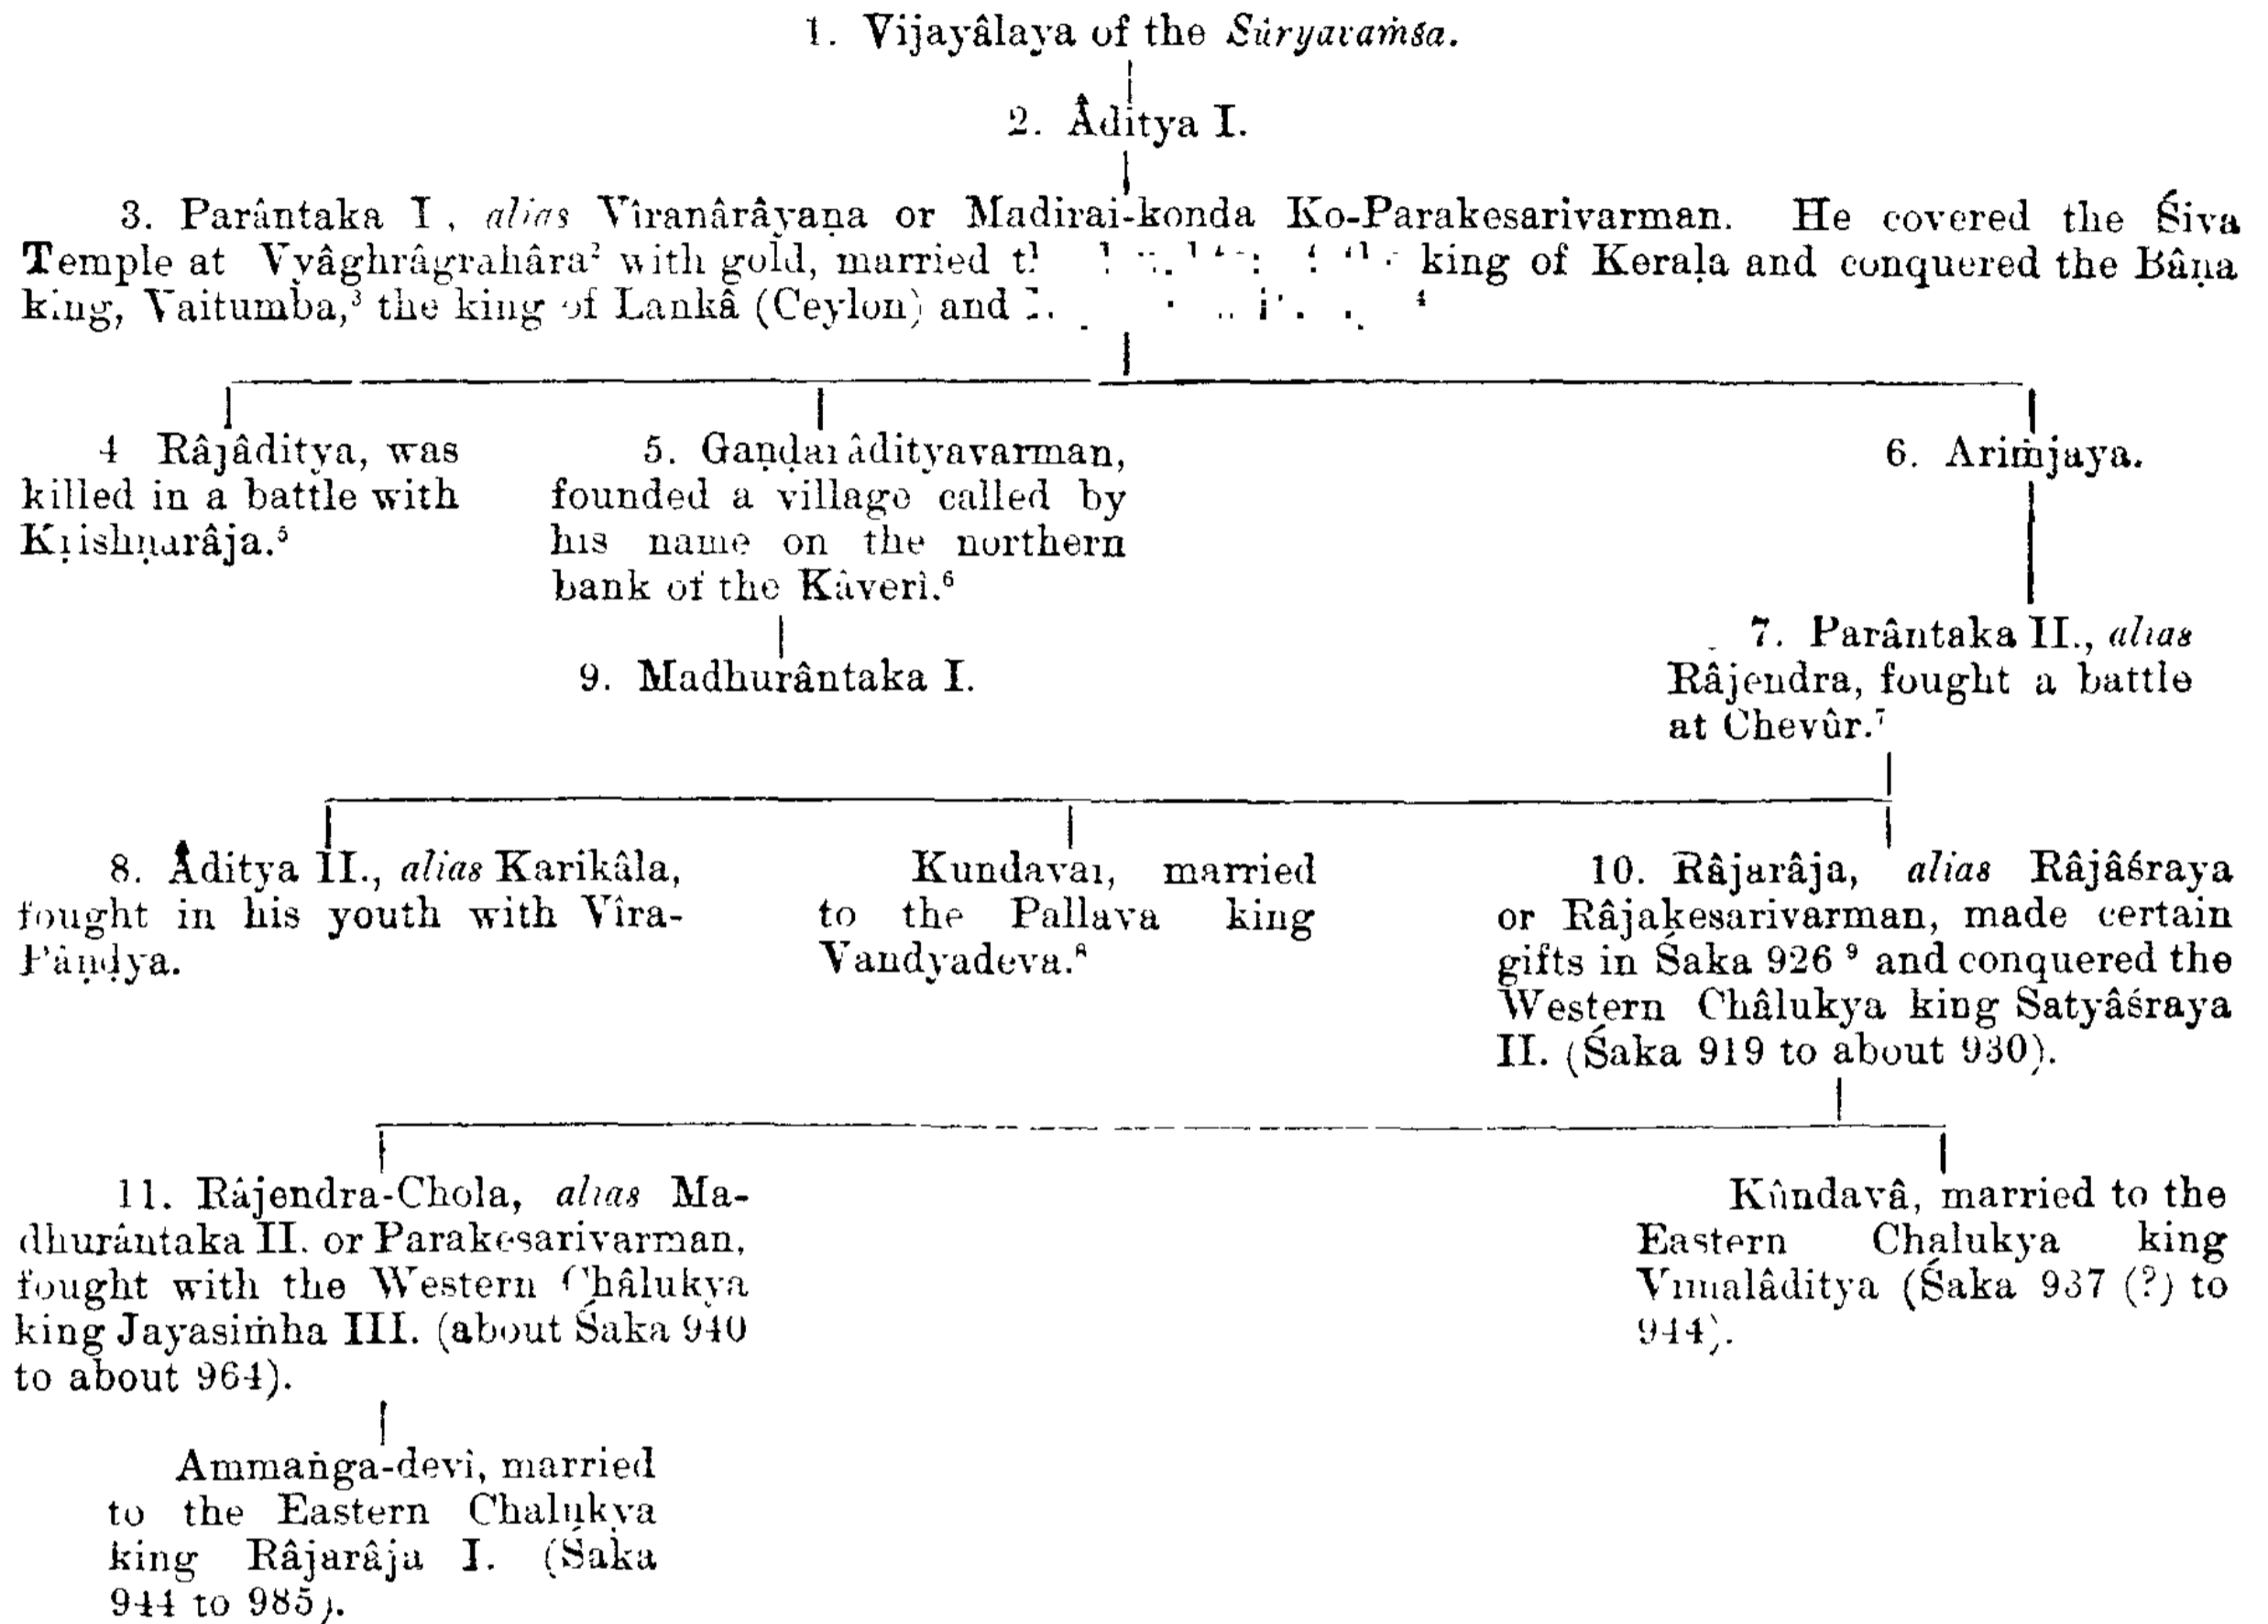 1. Vijayâlaya of the Sûryavaṁśa.
2. Âditya I.
3. Parântaka I, alias Vîranârâyaṇa or Madirai-konda Ko-Parakesarivarman. He covered the Śiva
Temple at Vyâghrâgrahâra² with gold, married king of Keraḷa and conquered the Bâṇa
king, Vaitumba,³ the king of Lankâ (Ceylon) and ⁴
4 Râjâditya, was
killed in a battle with
Kṛishṇarâja.⁵
5. Gaṇḍarâdityavarman,
founded a village called by
his name on the northern
bank of the Kâverî.⁶
6. Ariṁjaya.
7. Parântaka II., alias
Râjendra, fought a battle
at Chevûr.⁷
9. Madhurântaka I.
8. Âditya II., alias Karikâla,
fought in his youth with Vîra-
Pâṇḍya.
Kundavai, married
to the Pallava king
Vandyadeva.⁸
10. Râjarâja, alias Râjâśraya
or Râjakesarivarman, made certain
gifts in Śaka 926 ⁹ and conquered the
Western Châlukya king Satyâśraya
II. (Śaka 919 to about 930).
11. Râjendra-Chola, alias Ma-
dhurântaka II. or Parakesarivarman,
fought with the Western Châlukya
king Jayasiṁha III. (about Śaka 940
to about 964).
Kûndavâ, married to the
Eastern Chalukya king
Vimalâditya (Śaka 937 (?) to
944).
Ammaṅga-devî, married
to the Eastern Chalukya
king Râjarâja I. (Śaka
944 to 985).